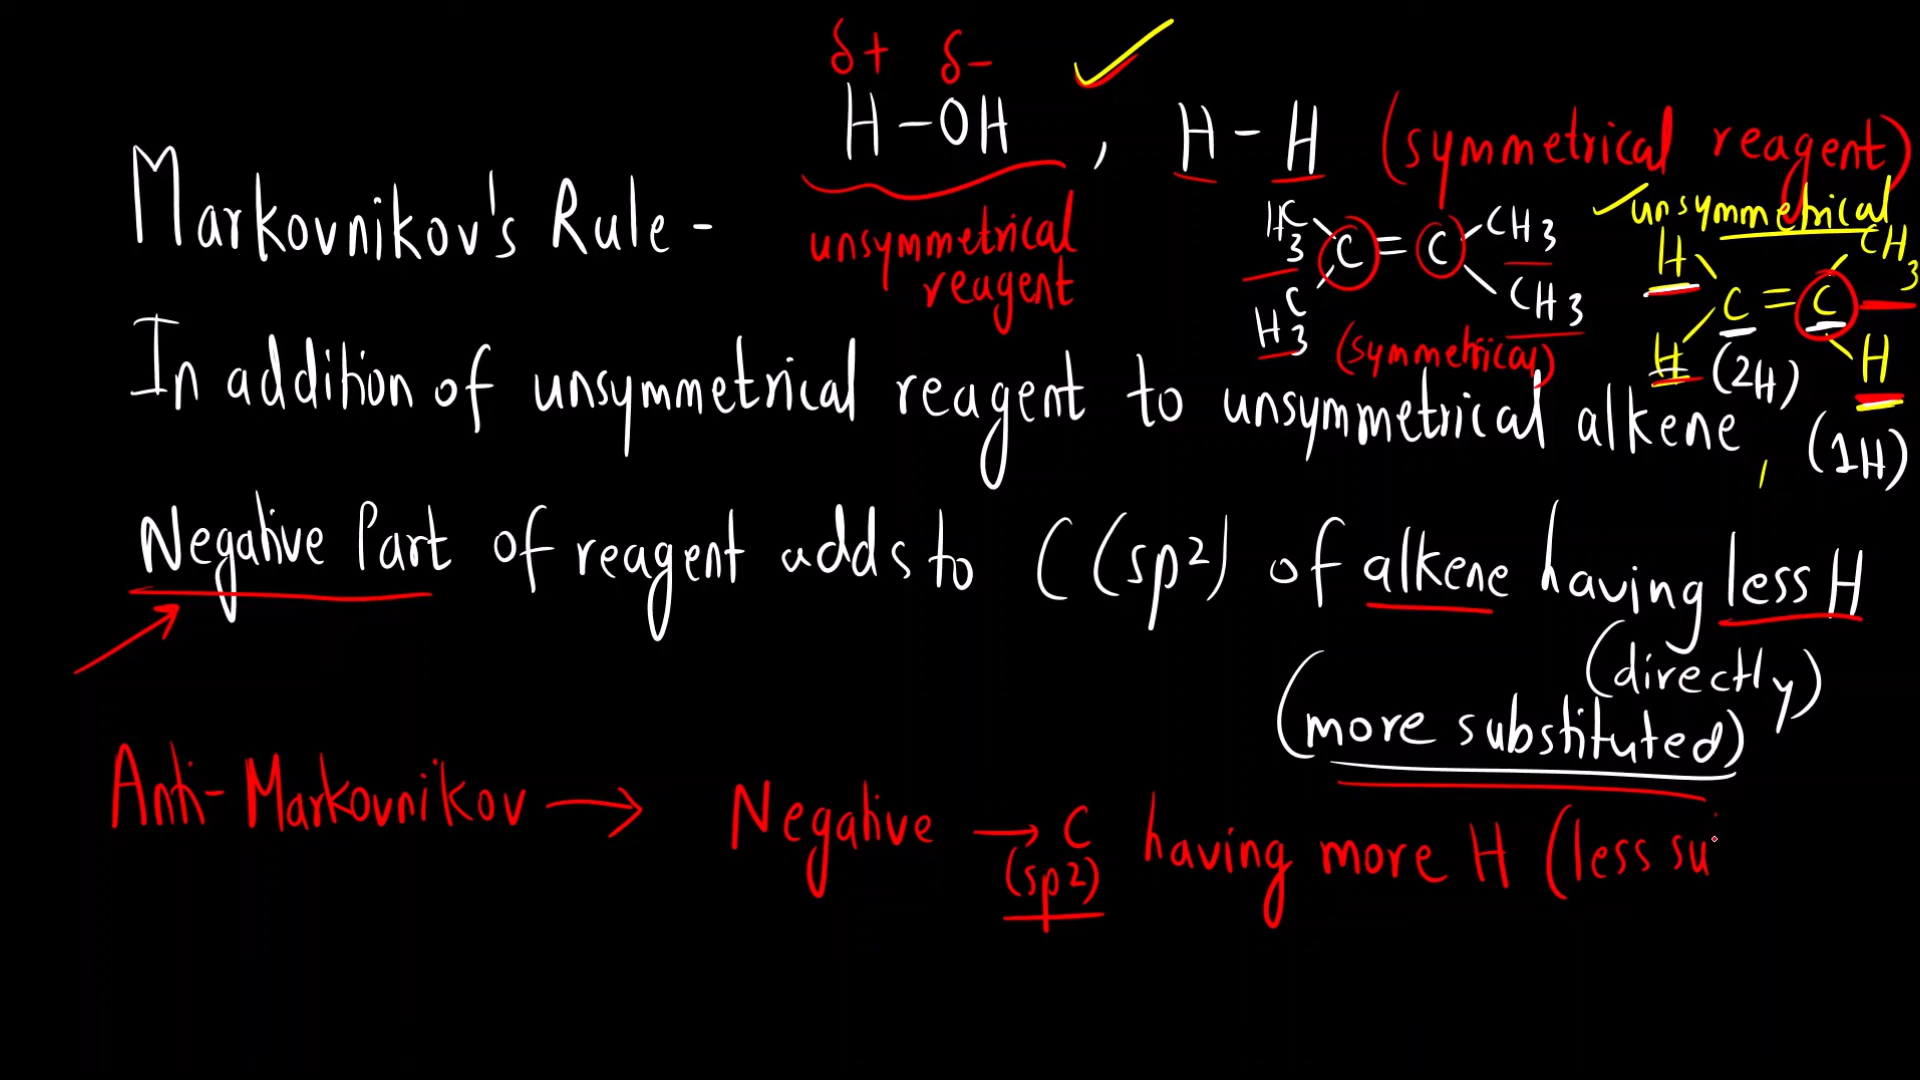 δ+ δ-
H-OH , H-H (symmetrical reagent)
Markovnikov's Rule -
unsymmetrical
reagent
H3C C=C CH3
H3C CH3
(symmetrical)
unsymmetrical
H CH3
C=C
H H
(2H)
(1H)
In addition of unsymmetrical reagent to unsymmetrical alkene,
Negative Part of reagent adds to C (sp2) of alkene having less H
(directly)
(more substituted)
Anti-Markovnikov → Negative → C having more H (less su
(sp2)